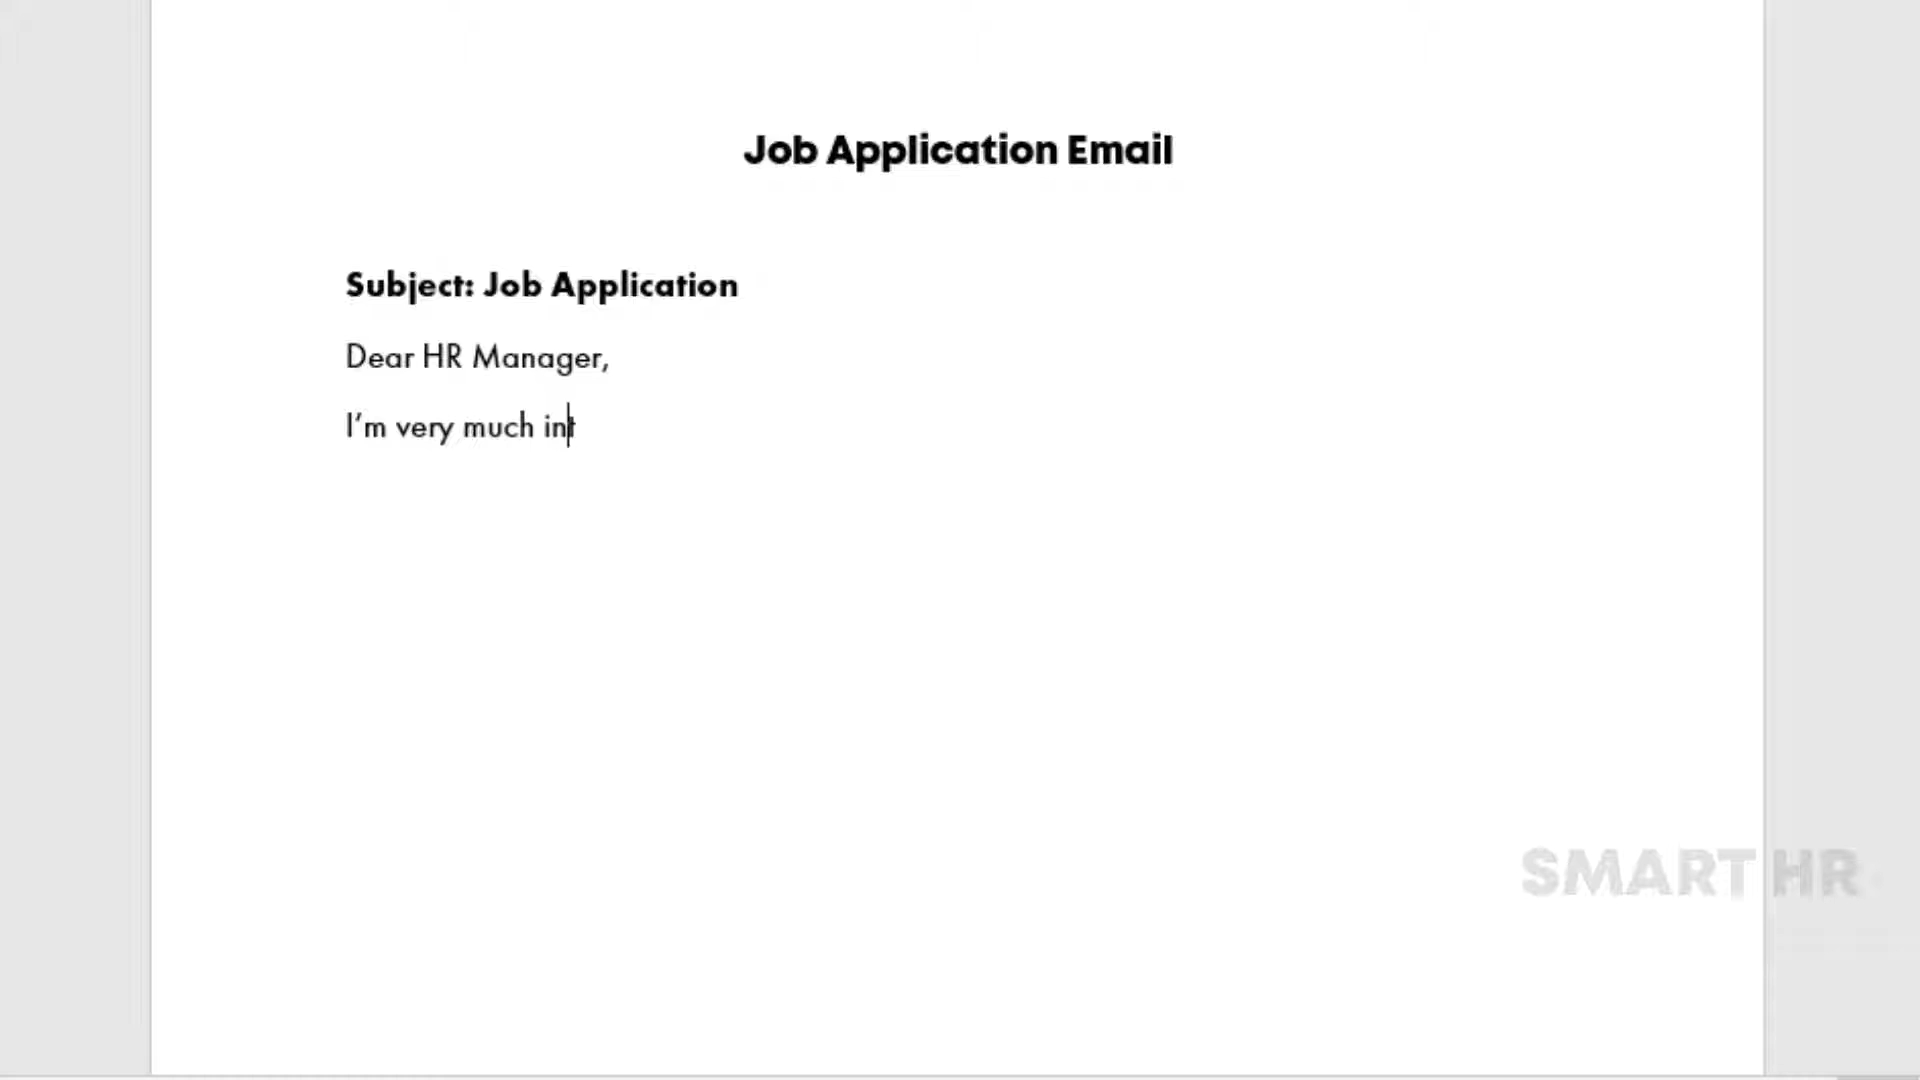 Job Application Email
Subject: Job Application
Dear HR Manager,
I’m very much int
SMART HR